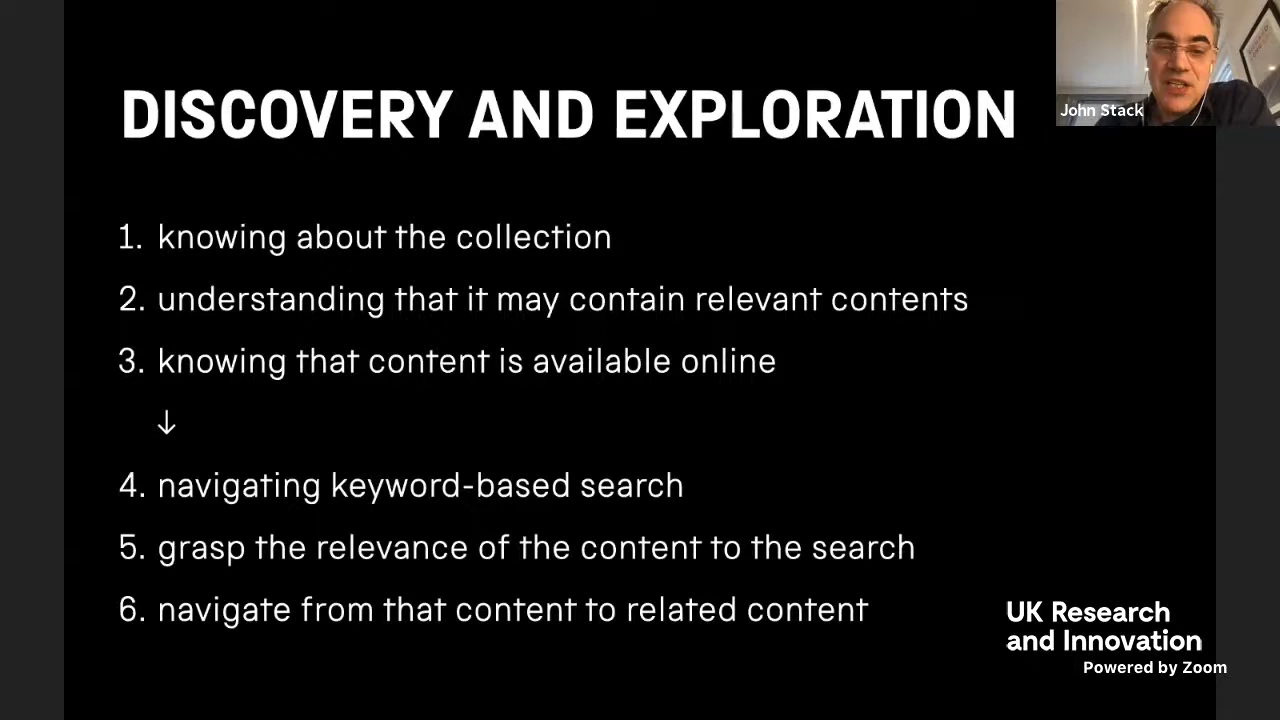 DISCOVERY AND EXPLORATION
John Stack
1. knowing about the collection
2. understanding that it may contain relevant contents
3. knowing that content is available online
↓
4. navigating keyword-based search
5. grasp the relevance of the content to the search
6. navigate from that content to related content
UK Research
and Innovation
Powered by Zoom